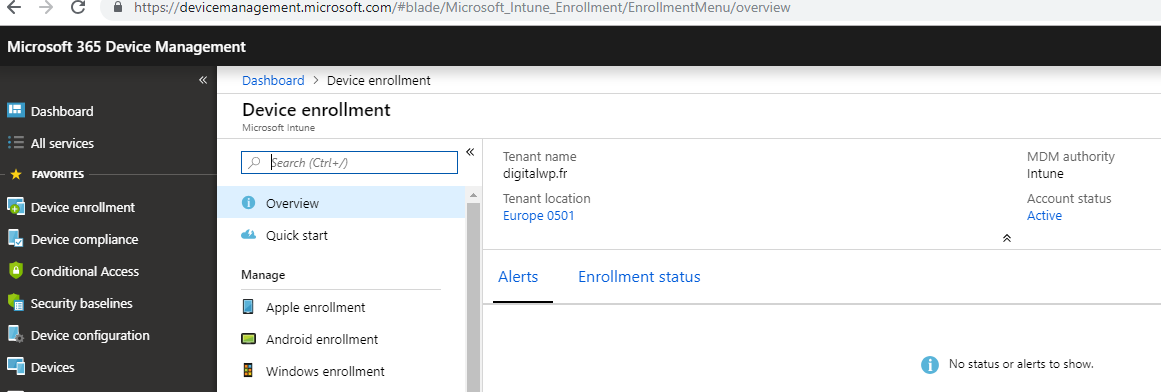 https://devicemanagement.microsoft.com/#blade/Microsoft_Intune_Enrollment/EnrollmentMenu/overview
Microsoft 365 Device Management
«
Dashboard
All services
FAVORITES
Device enrollment
Device compliance
Conditional Access
Security baselines
Device configuration
Devices
Dashboard > Device enrollment
Device enrollment
Microsoft Intune
Search (Ctrl+/)
«
Overview
Quick start
Manage
Apple enrollment
Android enrollment
Windows enrollment
Tenant name
digitalwp.fr
Tenant location
Europe 0501
MDM authority
Intune
Account status
Active
Alerts Enrollment status
No status or alerts to show.